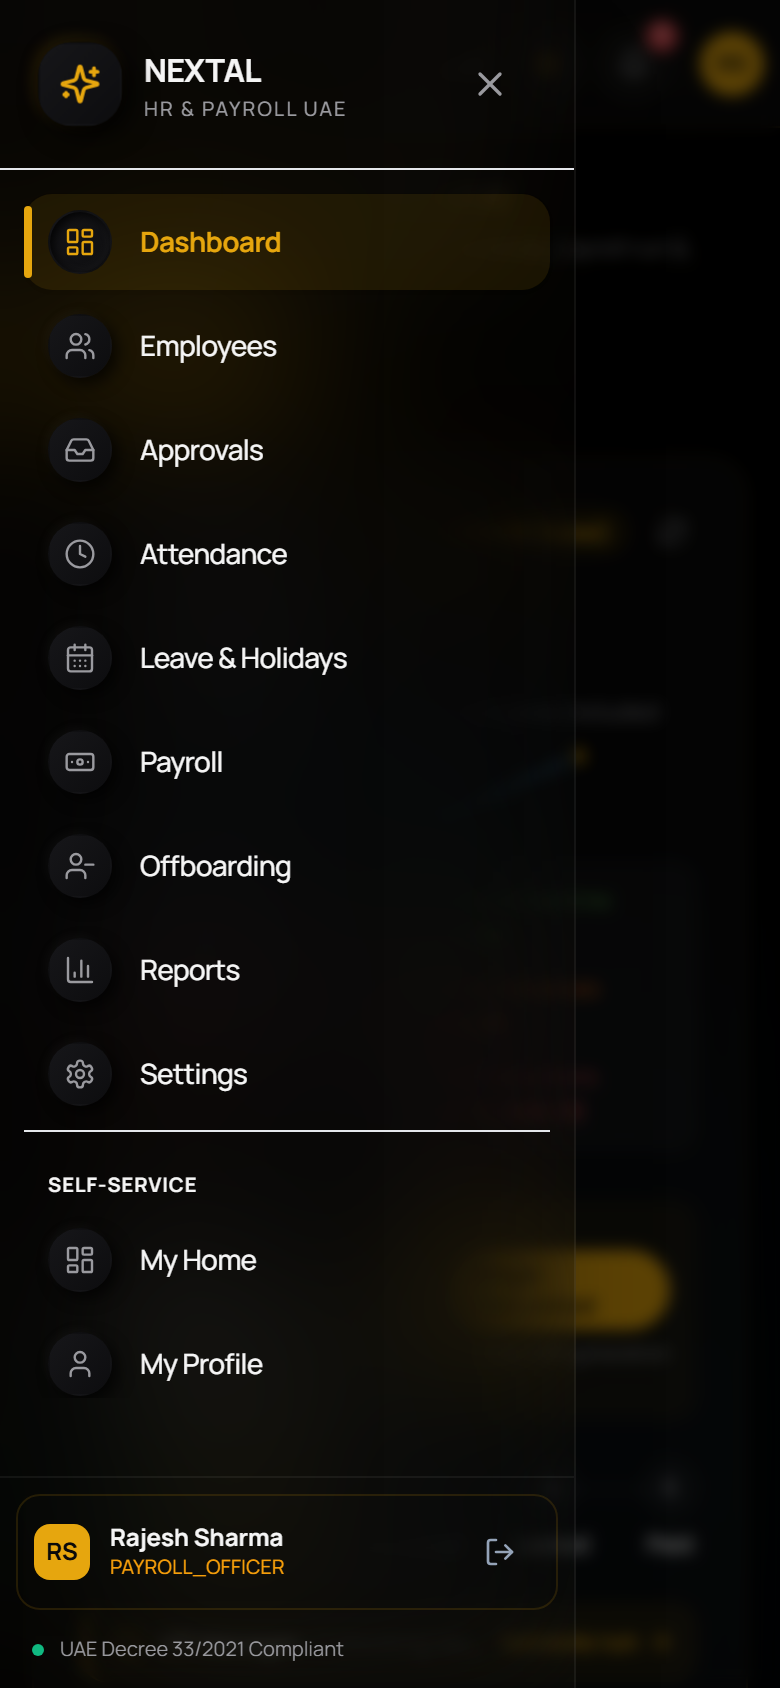 NEXTAL
HR & PAYROLL UAE
Dashboard
Employees
Approvals
Attendance
Leave & Holidays
Payroll
Offboarding
Reports
Settings
SELF-SERVICE
My Home
My Profile
RS
Rajesh Sharma
PAYROLL_OFFICER
UAE Decree 33/2021 Compliant